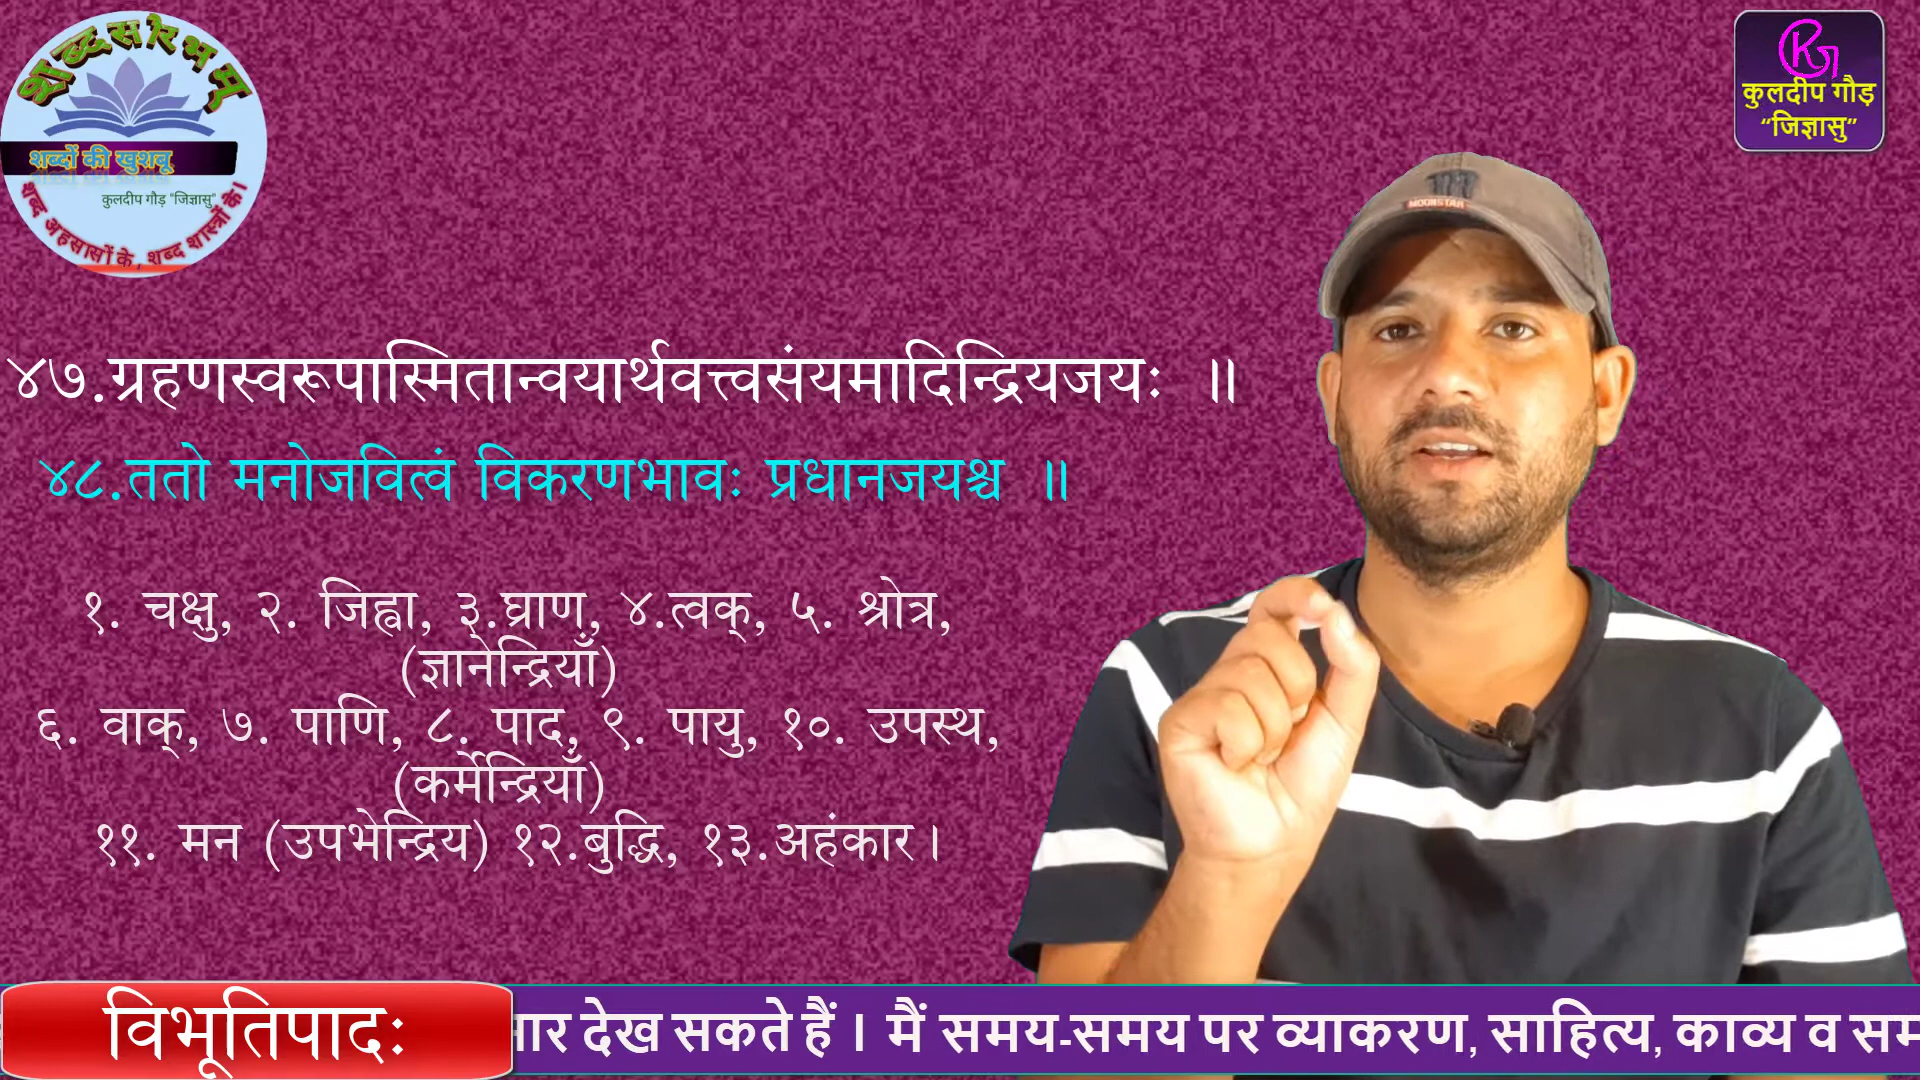 शब्दसौरभम्
शब्दों की खुशबू
कुलदीप गौड़ "जिज्ञासु"
शब्द अहसासों के, शब्द शास्त्रों के।
कुलदीप गौड़
“जिज्ञासु”
MOONSTAR
४७.ग्रहणस्वरूपास्मितान्वयार्थवत्त्वसंयमादिन्द्रियजयः ॥
४८.ततो मनोजवित्वं विकरणभावः प्रधानजयश्च ॥
१. चक्षु, २. जिह्वा, ३.घ्राण, ४.त्वक्, ५. श्रोत्र,
(ज्ञानेन्द्रियाँ)
६. वाक्, ७. पाणि, ८. पाद, ९. पायु, १०. उपस्थ,
(कर्मेन्द्रियाँ)
११. मन (उपभेन्द्रिय) १२.बुद्धि, १३.अहंकार।
विभूतिपादः
देख सकते हैं । मैं समय-समय पर व्याकरण, साहित्य, काव्य व